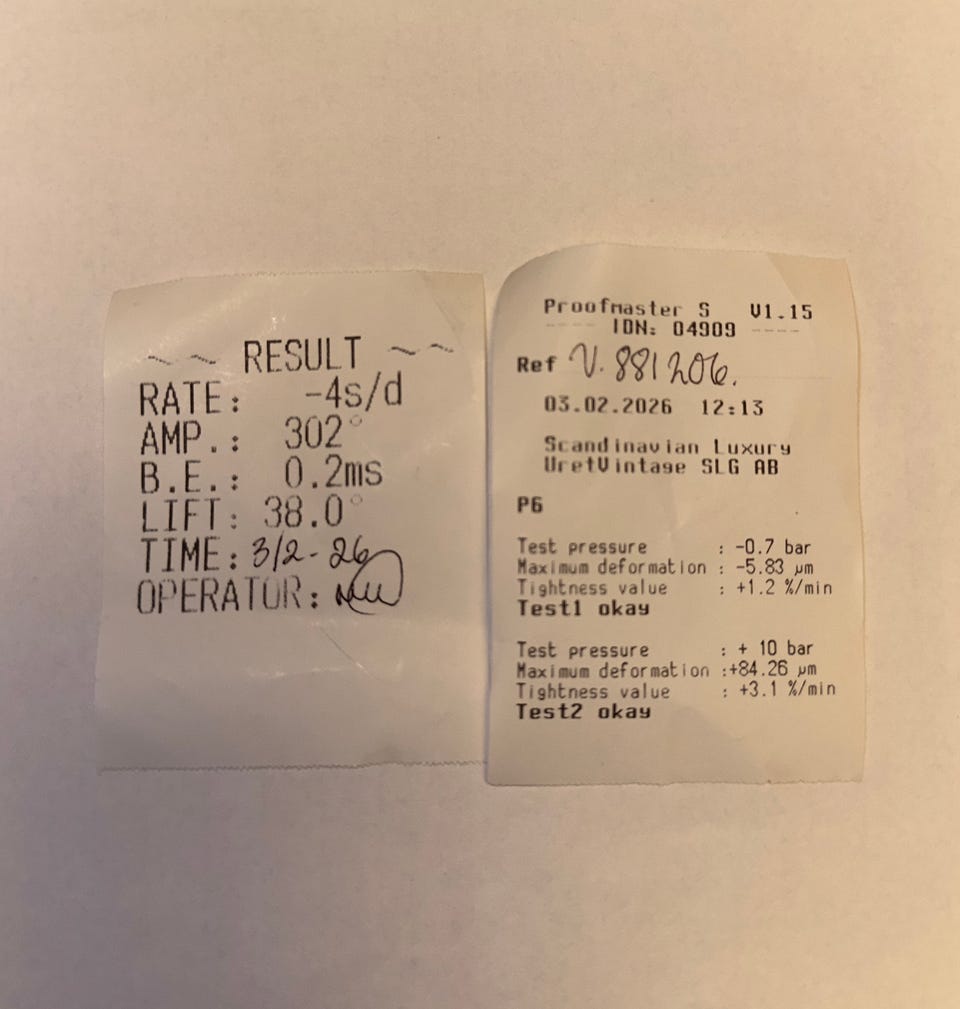 ~ ~ RESULT ~ ~
RATE: -4s/d
AMP.: 302°
B.E.: 0.2ms
LIFT: 38.0°
TIME: 3/2-26
OPERATOR:
Proofmaster S V1.15
---- IDN: 04909 ----
Ref V. 881206.
03.02.2026 12:13
Scandinavian Luxury
UretVintage SLG AB
P6
Test pressure : -0.7 bar
Maximum deformation : -5.83 µm
Tightness value : +1.2 %/min
Test1 okay
Test pressure : + 10 bar
Maximum deformation :+84.26 µm
Tightness value : +3.1 %/min
Test2 okay